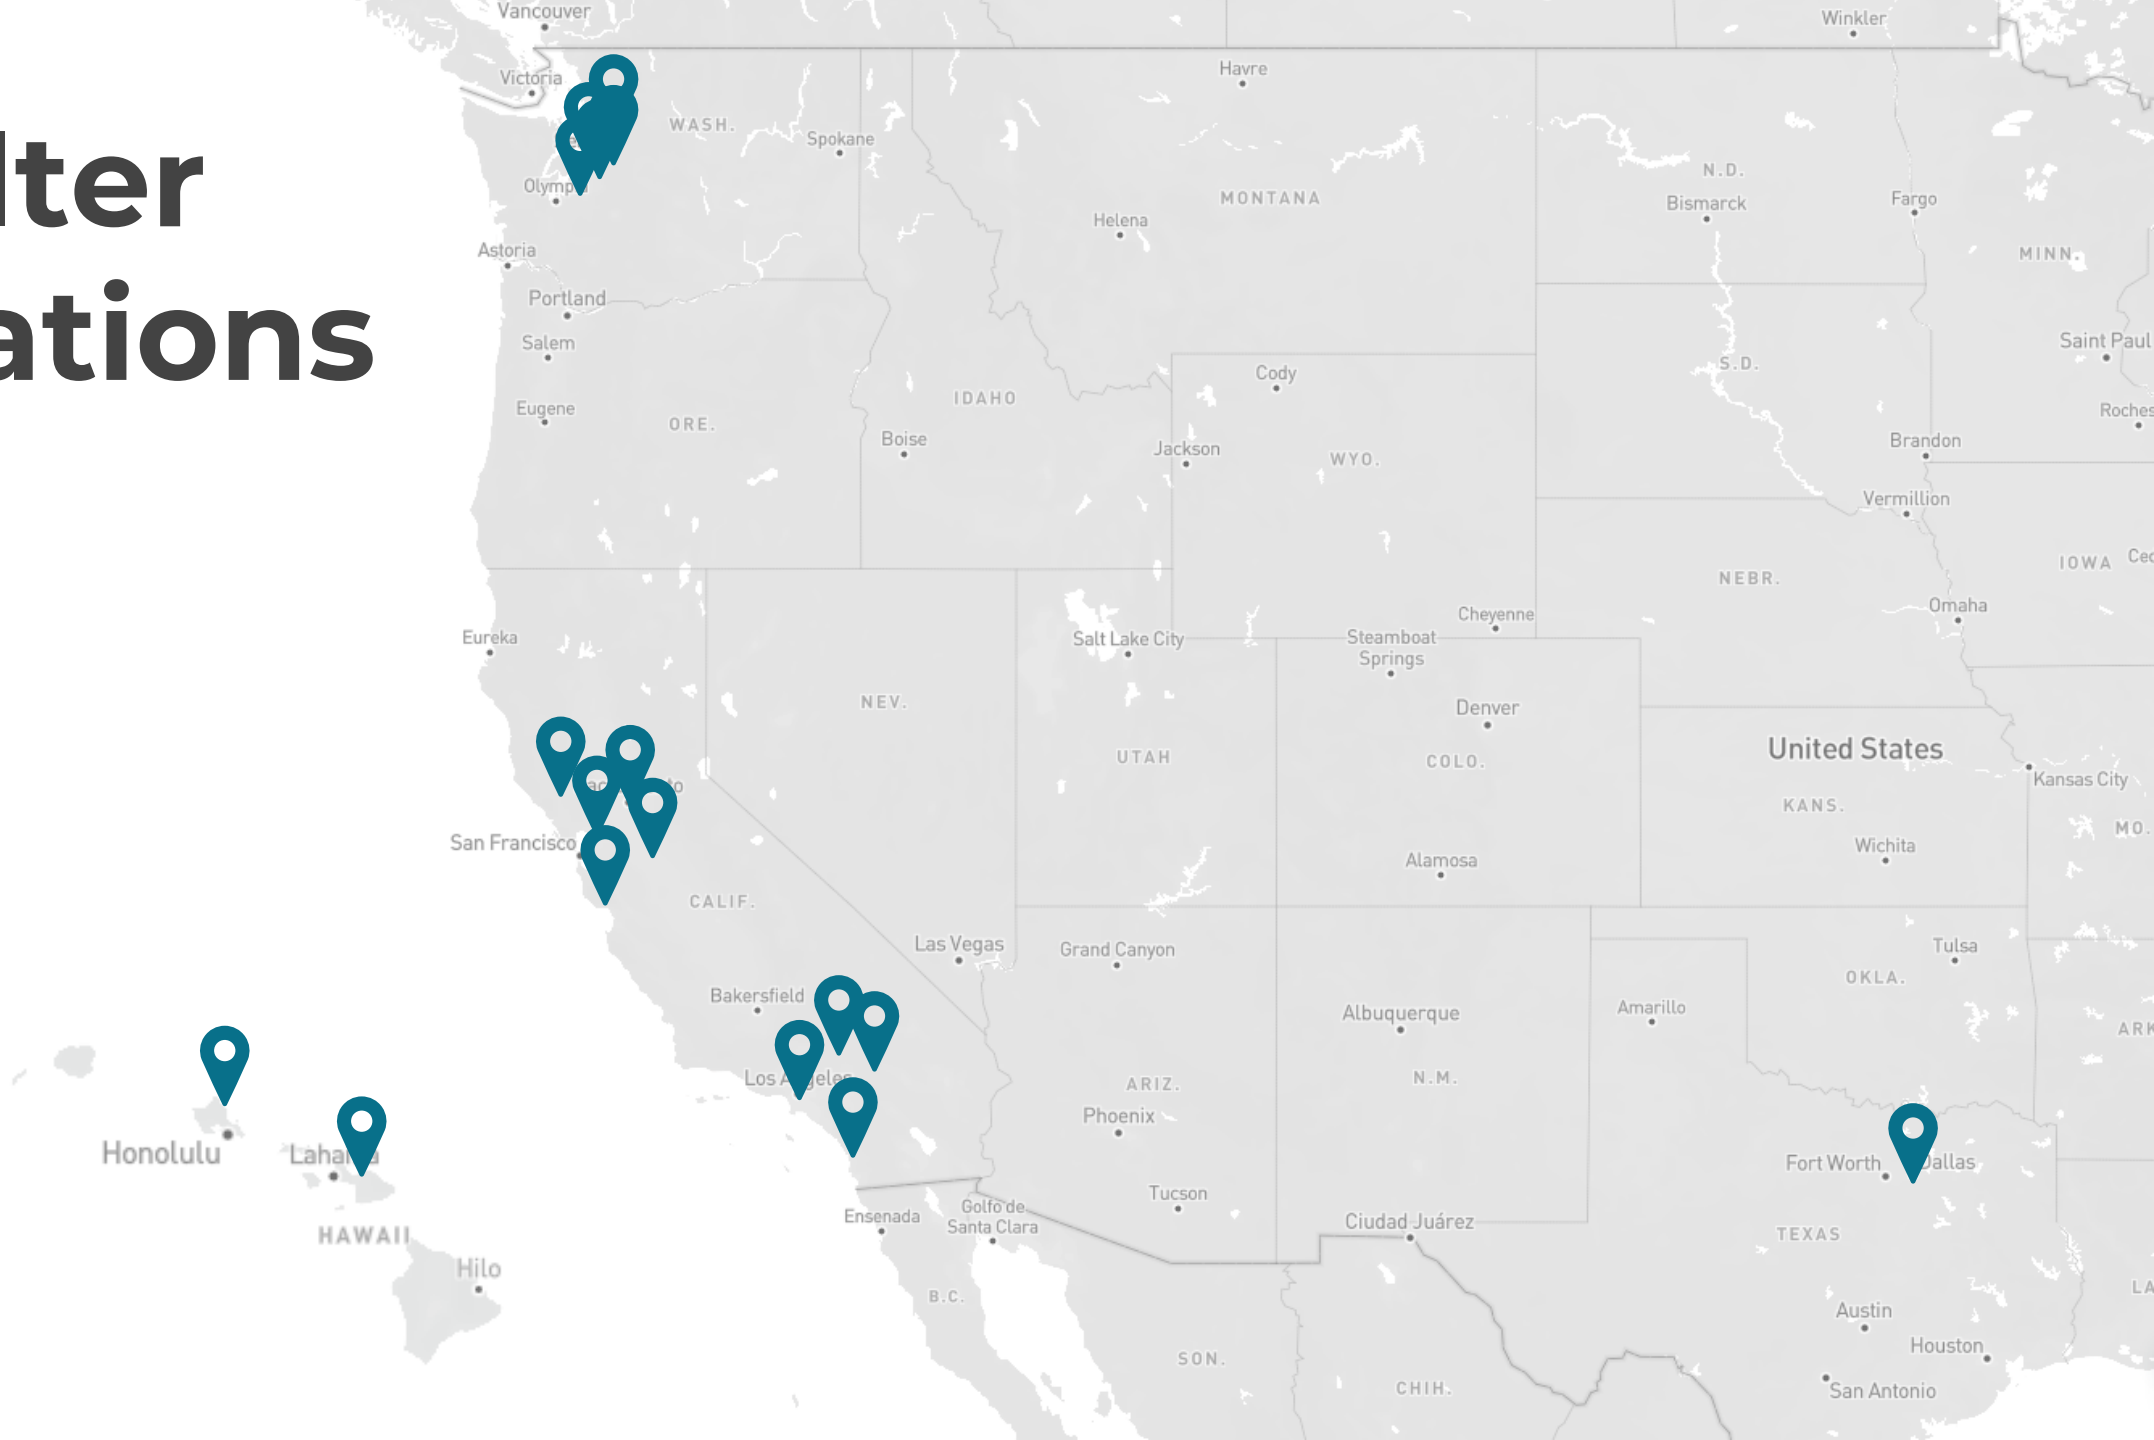 lter
ations
Vancouver
Winkler
Victoria
Havre
WASH.
Spokane
N.D.
Olymp
MONTANA
Bismarck
Fargo
Helena
Astoria
MINN.
Portland
Salem
Saint Paul
S.D.
Cody
IDAHO
Eugene
Roches
ORE.
Boise
Jackson
WYO.
Brandon
Vermillion
IOWA
Ced
NEBR.
Omaha
Cheyenne
Eureka
Salt Lake City
Steamboat
Springs
NEV.
Denver
UTAH
COLO.
United States
Kansas City
KANS.
MO.
San Francisco
Wichita
Alamosa
CALIF.
Las Vegas
Grand Canyon
Tulsa
OKLA.
Bakersfield
Albuquerque
Amarillo
ARK
Los Angeles
ARIZ.
N.M.
Phoenix
Honolulu
Lahaina
Fort Worth
Dallas
Tucson
Ensenada
Golfo de
Santa Clara
Ciudad Juárez
HAWAII
TEXAS
Hilo
B.C.
LA
Austin
Houston
SON.
CHIH.
San Antonio